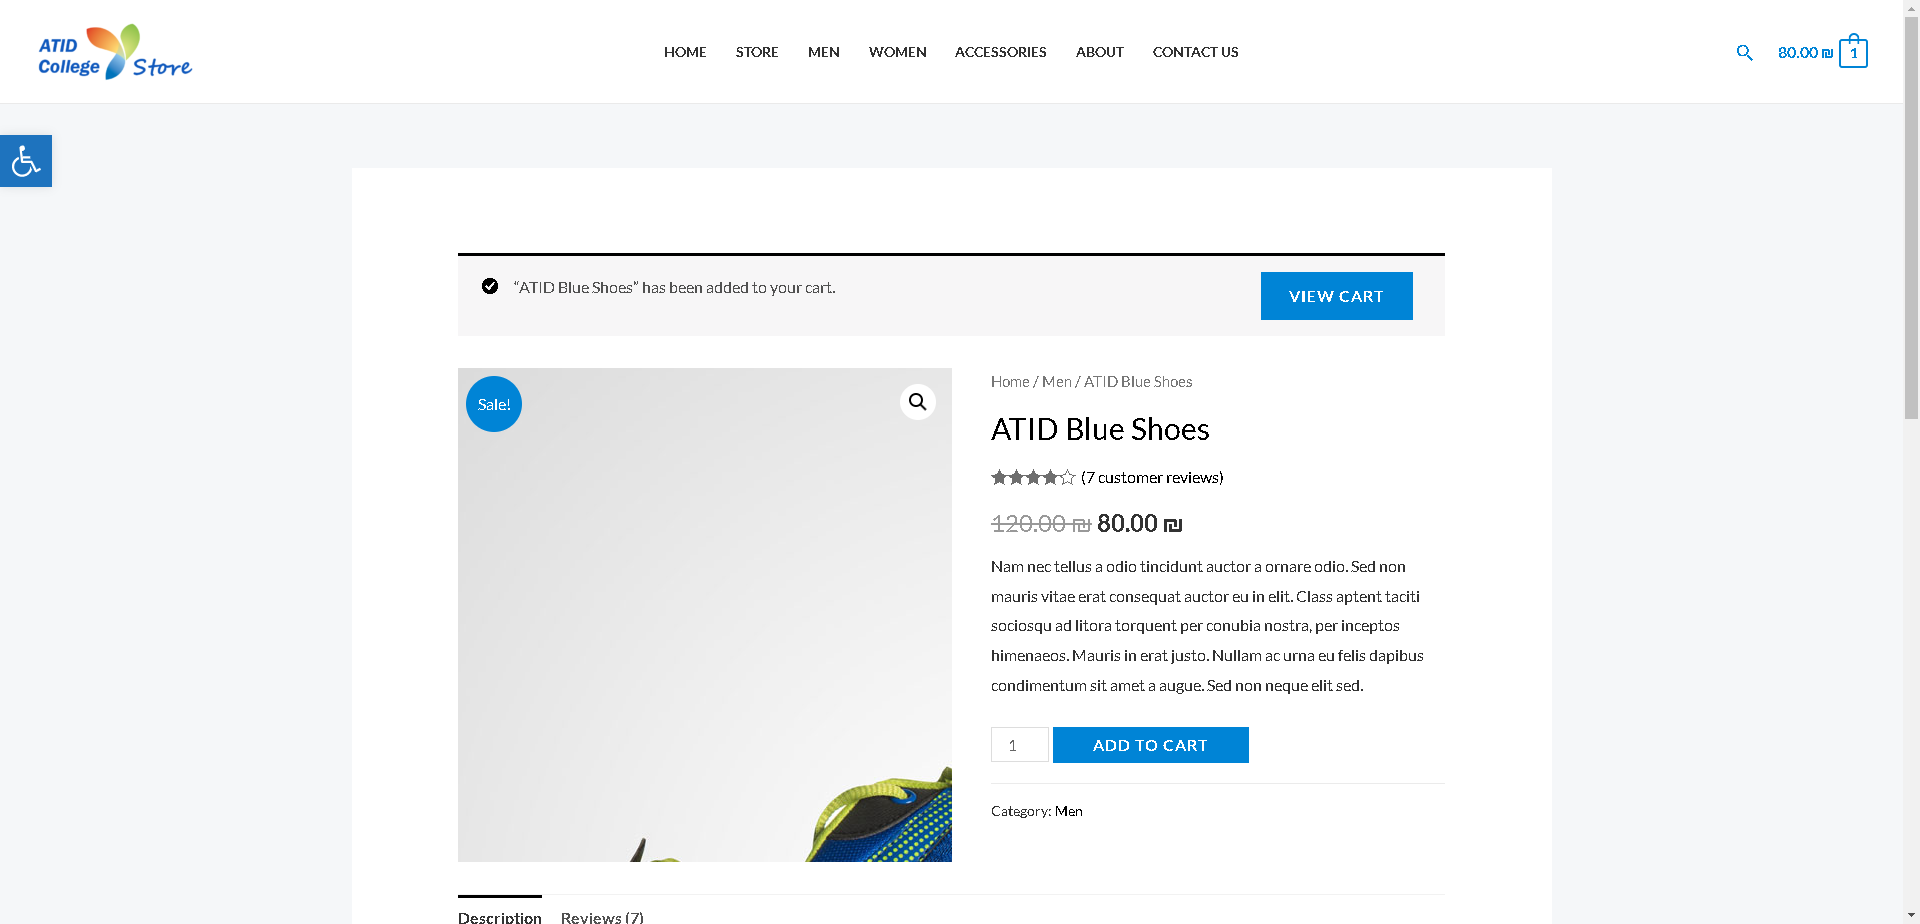 ATID
College Store
HOME STORE MEN WOMEN ACCESSORIES ABOUT CONTACT US
80.00 ₪ 1
“ATID Blue Shoes” has been added to your cart.
VIEW CART
Sale!
Home / Men / ATID Blue Shoes
ATID Blue Shoes
(7 customer reviews)
120.00 ₪ 80.00 ₪
Nam nec tellus a odio tincidunt auctor a ornare odio. Sed non
mauris vitae erat consequat auctor eu in elit. Class aptent taciti
sociosqu ad litora torquent per conubia nostra, per inceptos
himenaeos. Mauris in erat justo. Nullam ac urna eu felis dapibus
condimentum sit amet a augue. Sed non neque elit sed.
1 ADD TO CART
Category: Men
Description Reviews (7)